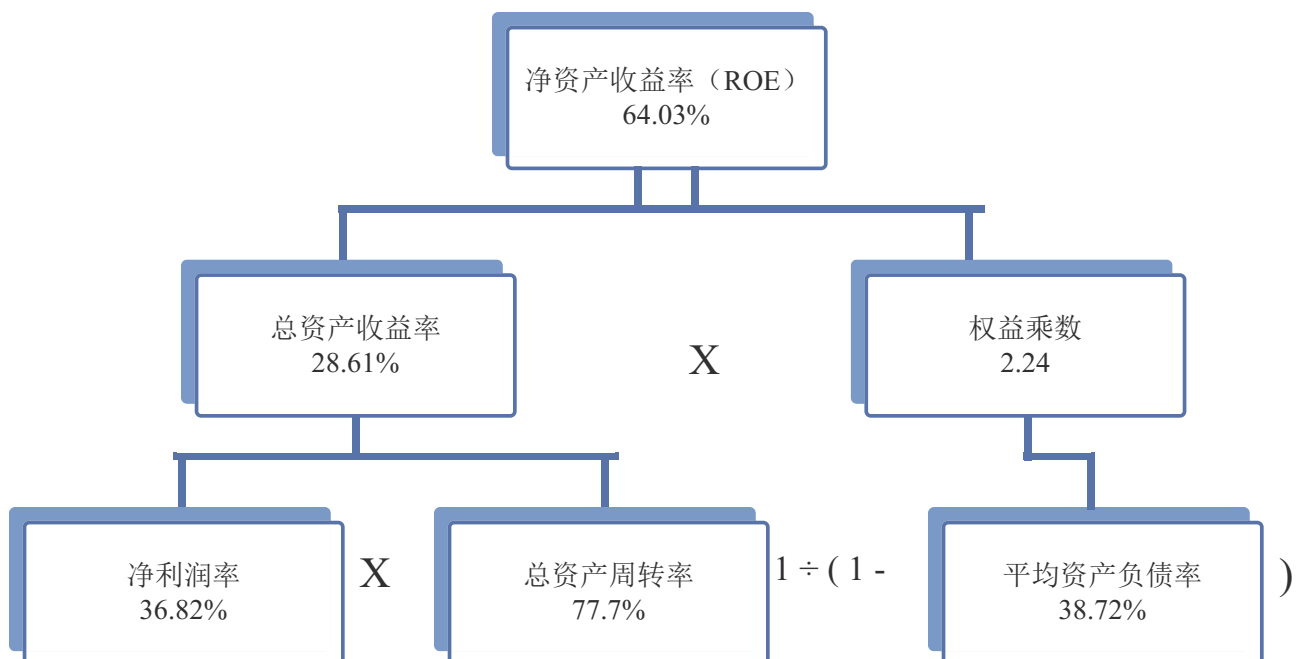 净资产收益率（ROE）
64.03%
总资产收益率
28.61%
X
权益乘数
2.24
净利润率
36.82%
X
总资产周转率
77.7%
1 ÷ ( 1 -
平均资产负债率
38.72%
)